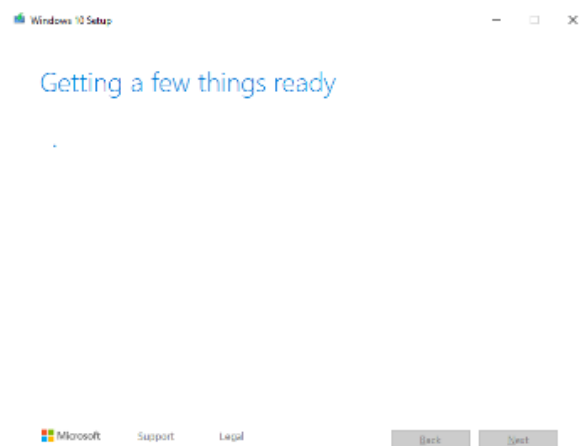 Windows 10 Setup
Getting a few things ready
Microsoft Support Legal Back Next